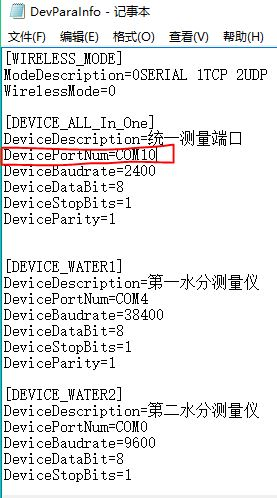 DevParaInfo - 记事本
文件(F) 编辑(E) 格式(O) 查看(V) 帮助(H)
[WIRELESS_MODE]
ModeDescription=0SERIAL 1TCP 2UDP
WirelessMode=0
[DEVICE_ALL_In_One]
DeviceDescription=统一测量端口
DevicePortNum=COM10
DeviceBaudrate=2400
DeviceDataBit=8
DeviceStopBits=1
DeviceParity=1
[DEVICE_WATER1]
DeviceDescription=第一水分测量仪
DevicePortNum=COM4
DeviceBaudrate=38400
DeviceDataBit=8
DeviceStopBits=1
DeviceParity=1
[DEVICE_WATER2]
DeviceDescription=第二水分测量仪
DevicePortNum=COM0
DeviceBaudrate=9600
DeviceDataBit=8
DeviceStopBits=1